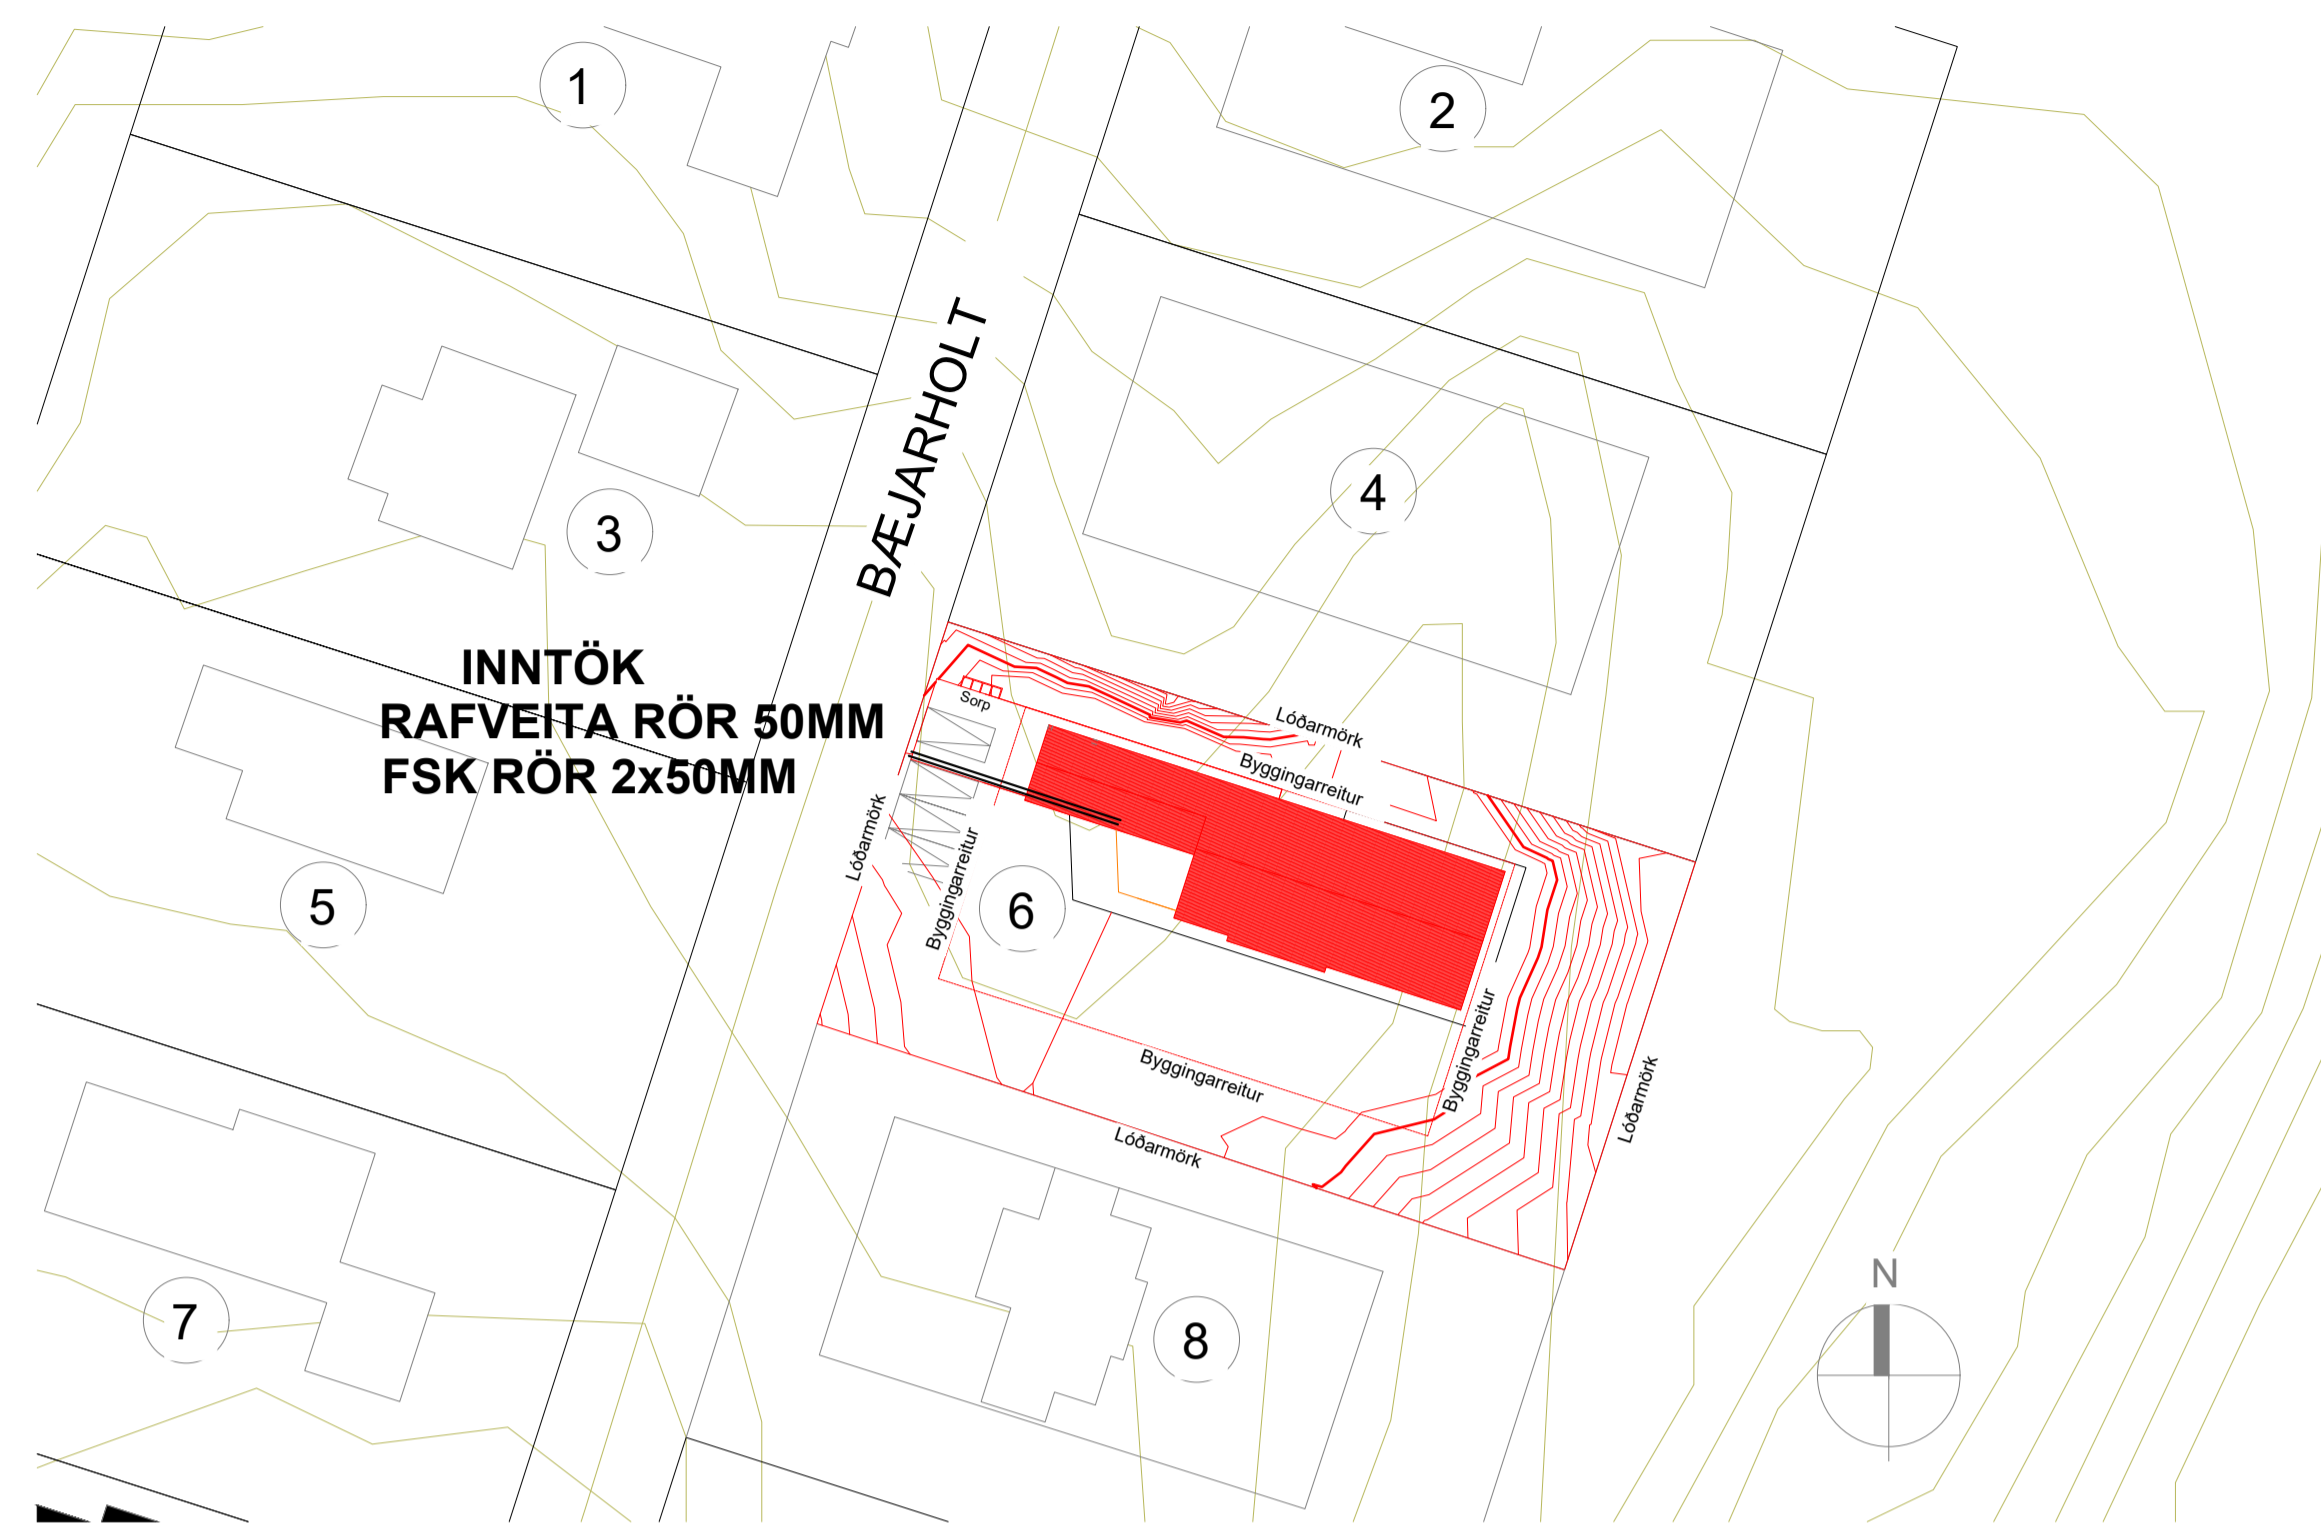 1
2
BÆJARHOLT
4
3
INNTÖK
RAFVEITA RÖR 50MM
FSK RÖR 2x50MM
Sorp
Lóðarmörk
Byggingarreitur
Lóðarmörk
Byggingarreitur
5
6
Byggingarreitur
Byggingarreitur
Lóðarmörk
Lóðarmörk
7
8
N